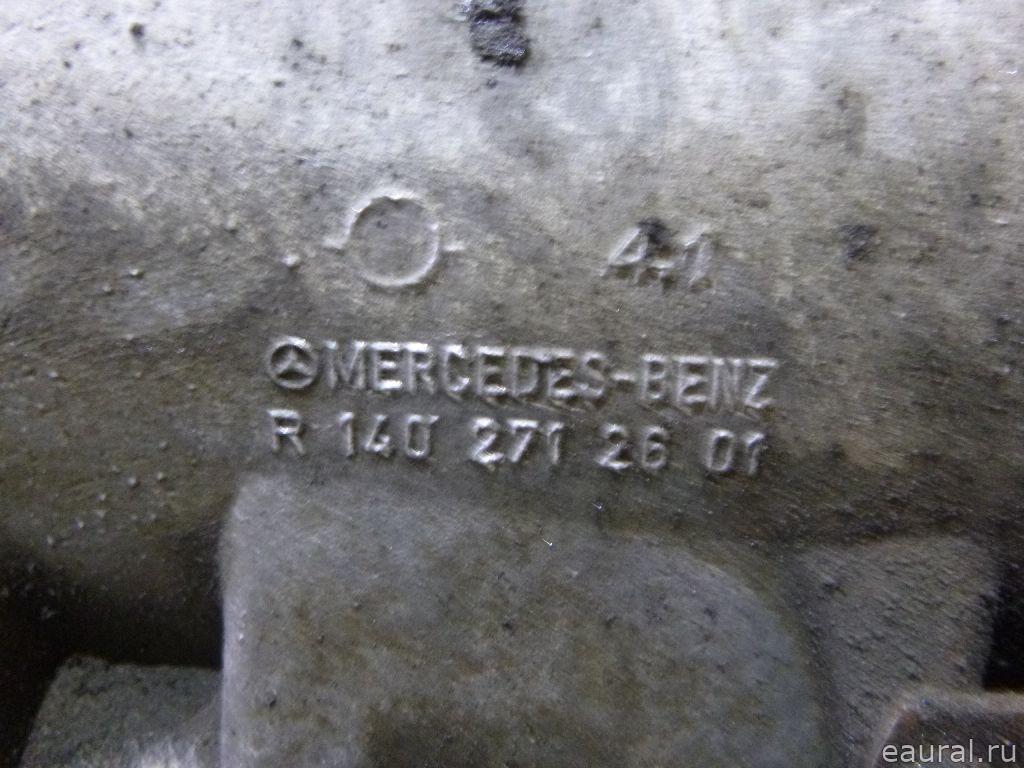 4.1
MERCEDES-BENZ
R 140 271 26 01
eaural.ru